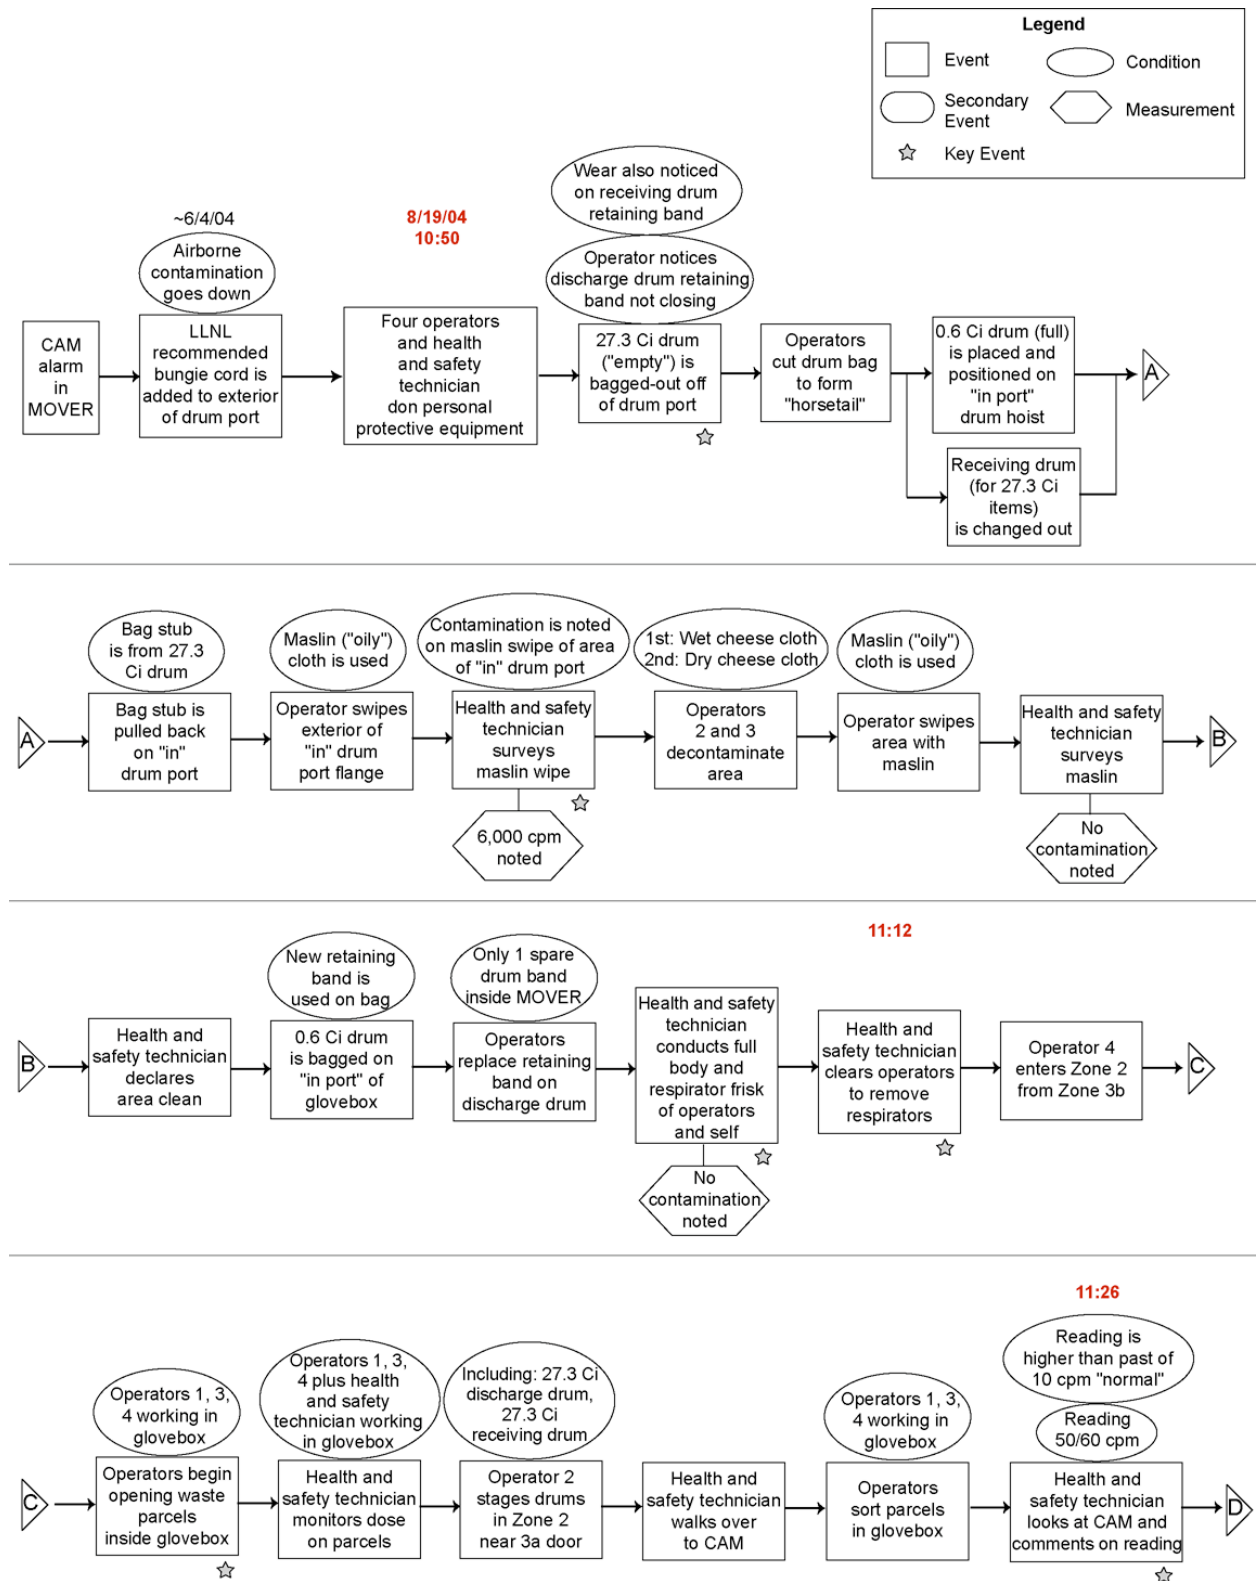 Legend
Event
Condition
Secondary
Event
Measurement
Key Event
~6/4/04
Airborne
contamination
goes down
8/19/04
10:50
Wear also noticed
on receiving drum
retaining band
Operator notices
discharge drum retaining
band not closing
CAM
alarm
in
MOVER
LLNL
recommended
bungie cord is
added to exterior
of drum port
Four operators
and health
and safety
technician
don personal
protective equipment
27.3 Ci drum
("empty") is
bagged-out off
of drum port
Operators
cut drum bag
to form
"horsetail"
0.6 Ci drum (full)
is placed and
positioned on
"in port"
drum hoist
A
Receiving drum
(for 27.3 Ci
items)
is changed out
Bag stub
is from 27.3
Ci drum
Maslin ("oily")
cloth is used
Contamination is noted
on maslin swipe of area
of "in" drum port
1st: Wet cheese cloth
2nd: Dry cheese cloth
Maslin ("oily")
cloth is used
A
Bag stub is
pulled back
on "in"
drum port
Operator swipes
exterior of
"in" drum
port flange
Health and safety
technician
surveys
maslin wipe
Operators
2 and 3
decontaminate
area
Operator swipes
area with
maslin
Health and safety
technician
surveys
maslin
B
6,000 cpm
noted
No
contamination
noted
11:12
New retaining
band is
used on bag
Only 1 spare
drum band
inside MOVER
B
Health and
safety technician
declares
area clean
0.6 Ci drum
is bagged on
"in port" of
glovebox
Operators
replace retaining
band on
discharge drum
Health and safety
technician
conducts full
body and
respirator frisk
of operators
and self
Health and
safety technician
clears operators
to remove
respirators
Operator 4
enters Zone 2
from Zone 3b
C
No
contamination
noted
11:26
Operators 1, 3,
4 working in
glovebox
Operators 1, 3,
4 plus health
and safety
technician working
in glovebox
Including: 27.3 Ci
discharge drum,
27.3 Ci
receiving drum
Operators 1, 3,
4 working in
glovebox
Reading is
higher than past of
10 cpm "normal"
Reading
50/60 cpm
C
Operators begin
opening waste
parcels
inside glovebox
Health and
safety technician
monitors dose
on parcels
Operator 2
stages drums
in Zone 2
near 3a door
Health and
safety technician
walks over
to CAM
Operators
sort parcels
in glovebox
Health and
safety technician
looks at CAM and
comments on reading
D